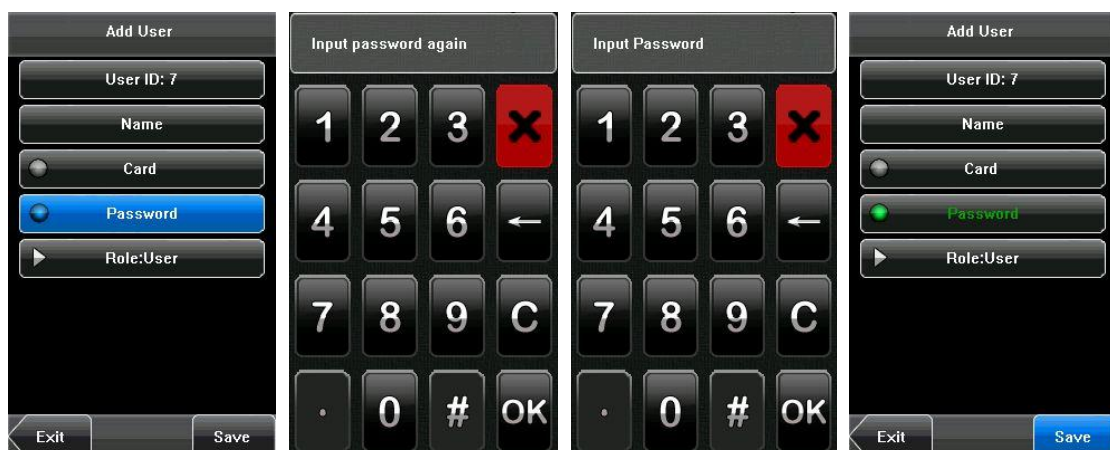 Add User
User ID: 7
Name
Card
Password
Role:User
Exit Save
Input password again
1 2 3
4 5 6 ←
7 8 9 C
. 0 # OK
Input Password
1 2 3
4 5 6 ←
7 8 9 C
. 0 # OK
Add User
User ID: 7
Name
Card
Password
Role:User
Exit Save